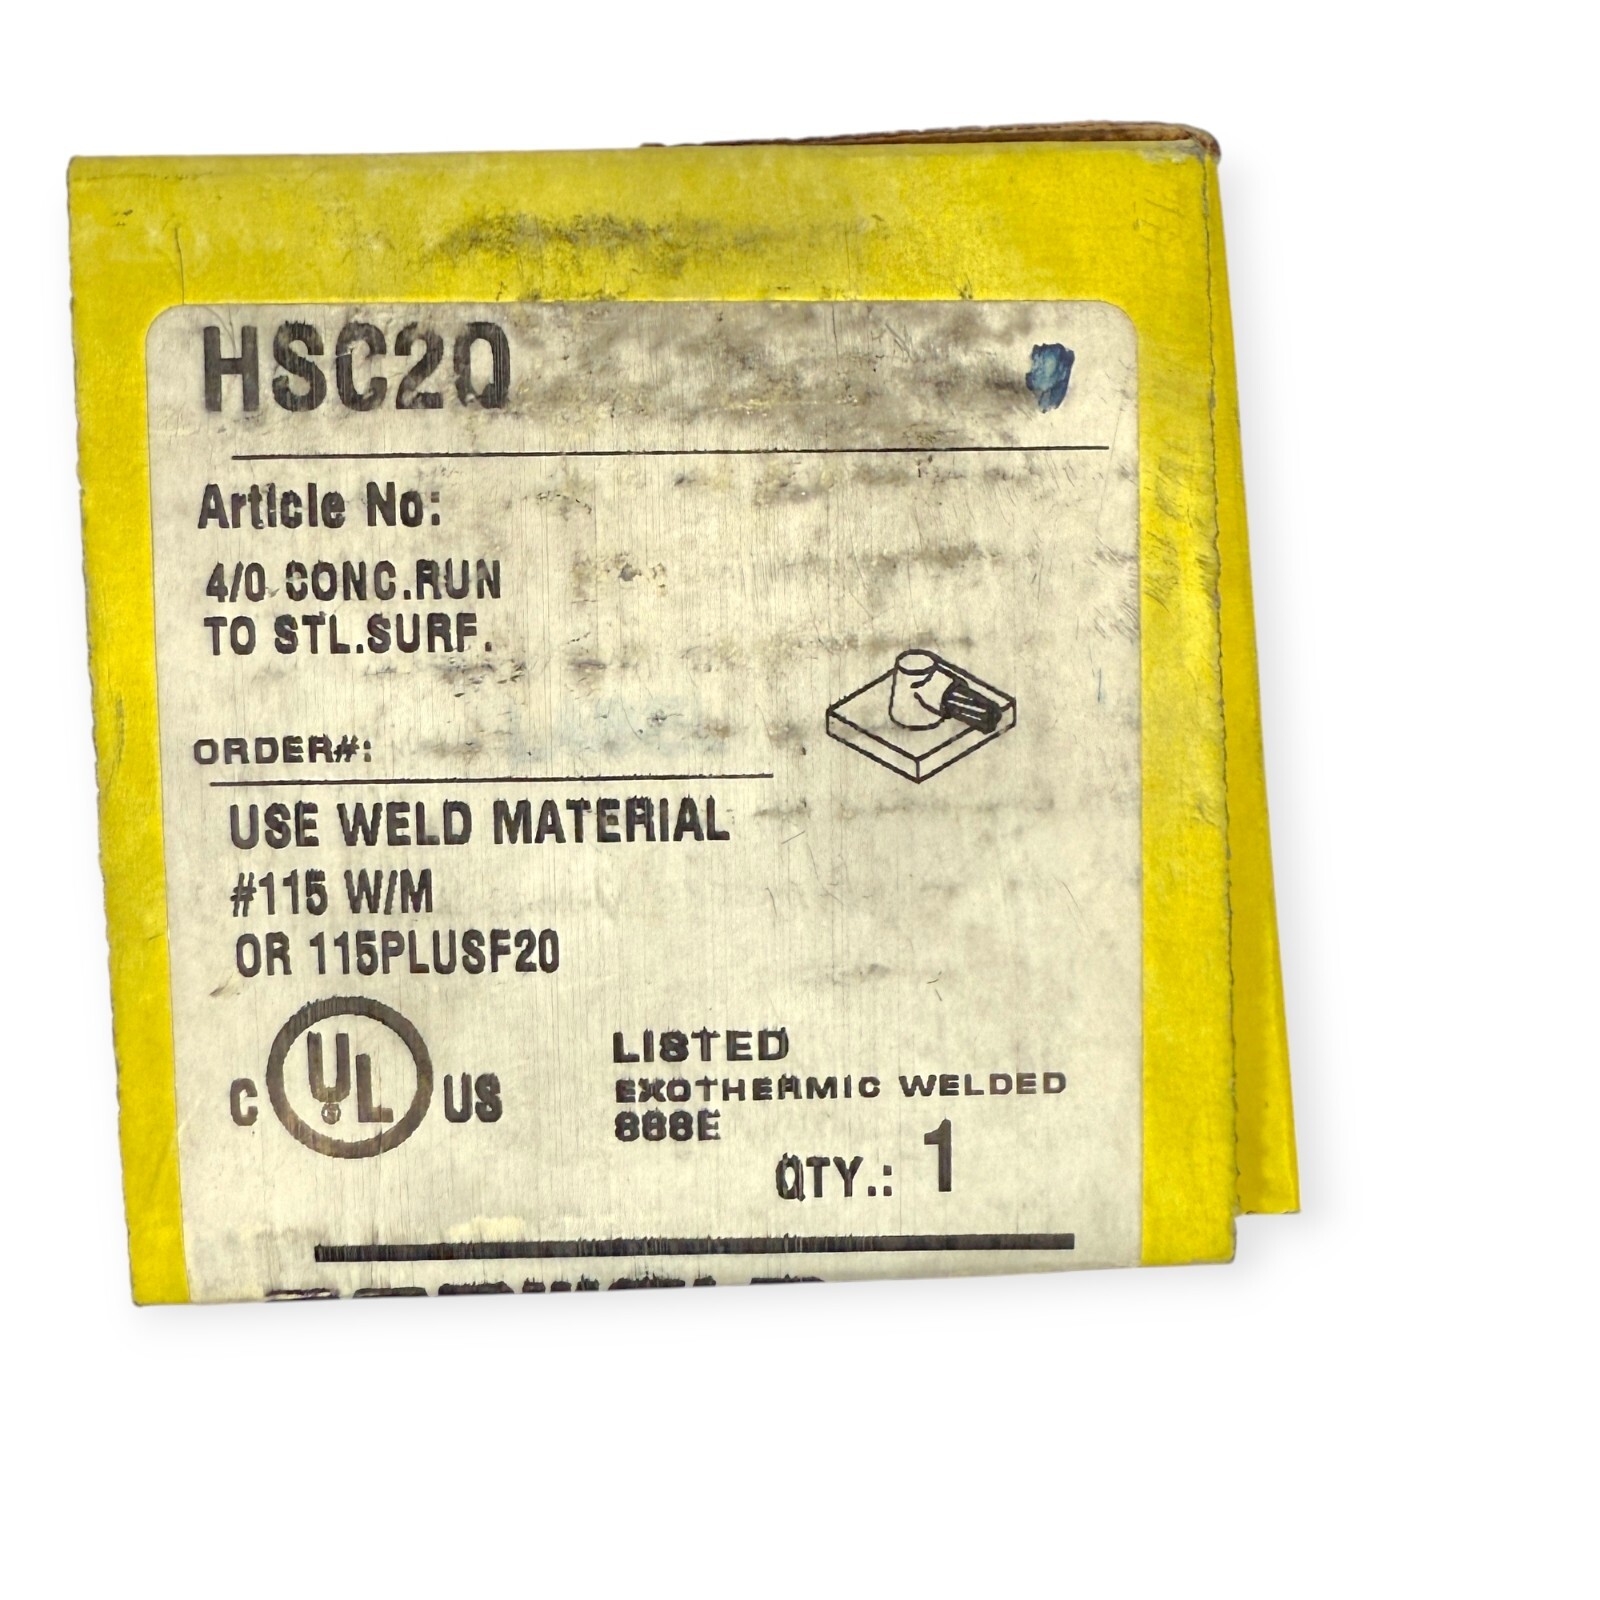 HSC2Q
Article No:
4/0 CONC.RUN
TO STL.SURF.
ORDER#:
USE WELD MATERIAL
#115 W/M
OR 115PLUSF20
C UL US
LISTED
EXOTHERMIC WELDED
888E
QTY.: 1